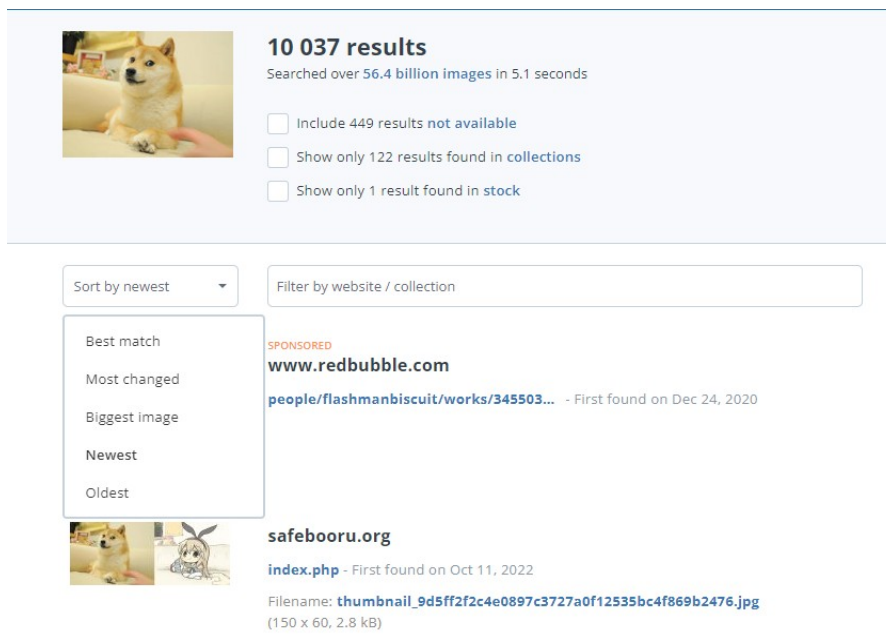 10 037 results
Searched over 56.4 billion images in 5.1 seconds
Include 449 results not available
Show only 122 results found in collections
Show only 1 result found in stock
Sort by newest
Filter by website / collection
Best match
Most changed
Biggest image
Newest
Oldest
SPONSORED
www.redbubble.com
people/flashmanbiscuit/works/345503... - First found on Dec 24, 2020
safebooru.org
index.php - First found on Oct 11, 2022
Filename: thumbnail_9d5ff2f2c4e0897c3727a0f12535bc4f869b2476.jpg
(150 x 60, 2.8 kB)